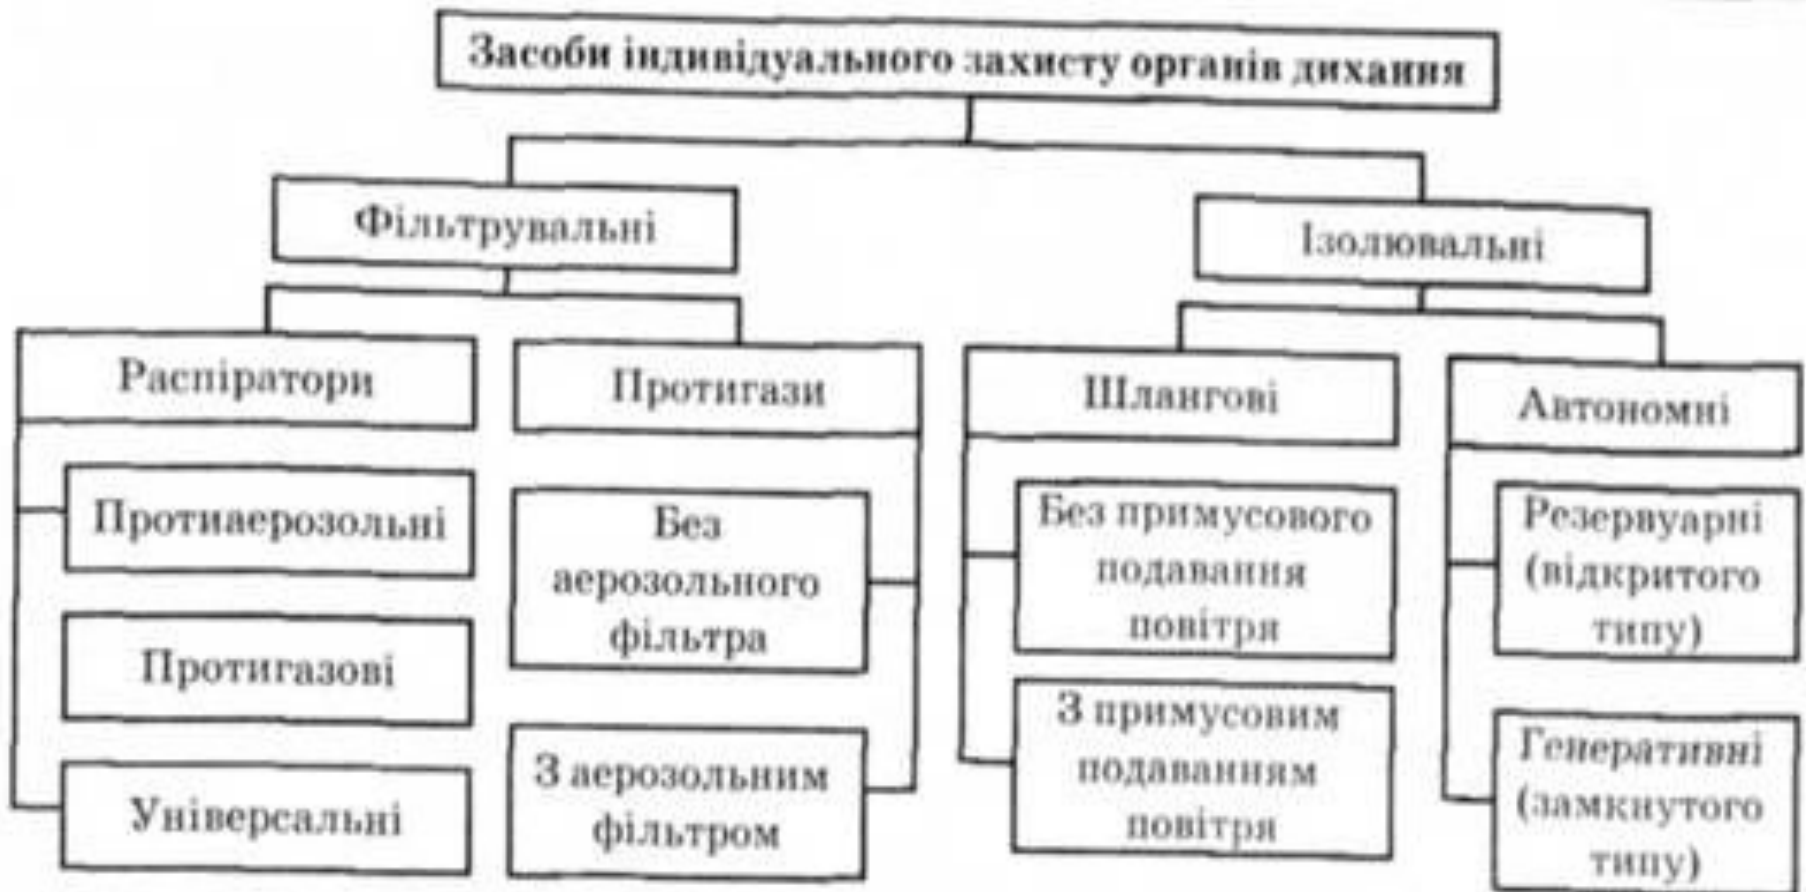 Засоби індивідуального захисту органів дихання
Фільтрувальні
Ізолювальні
Распіратори
Протигази
Шлангові
Автономні
Протиаерозольні
Протигазові
Універсальні
Без
аерозольного
фільтра
З аерозольним
фільтром
Без примусового
подавання
повітря
З примусовим
подаванням
повітря
Резервуарні
(відкритого
типу)
Генеративні
(замкнутого
типу)